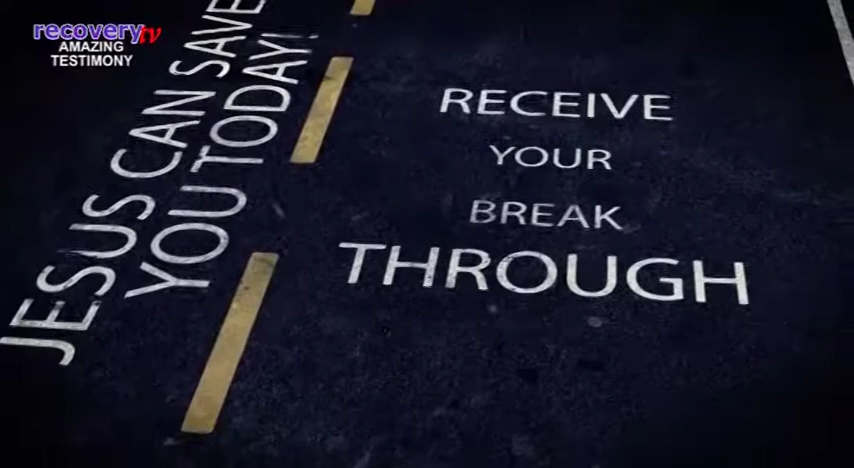 recoverytv
AMAZING
TESTIMONY
JESUS CAN SAVE
YOU TODAY!
RECEIVE
YOUR
BREAK
THROUGH